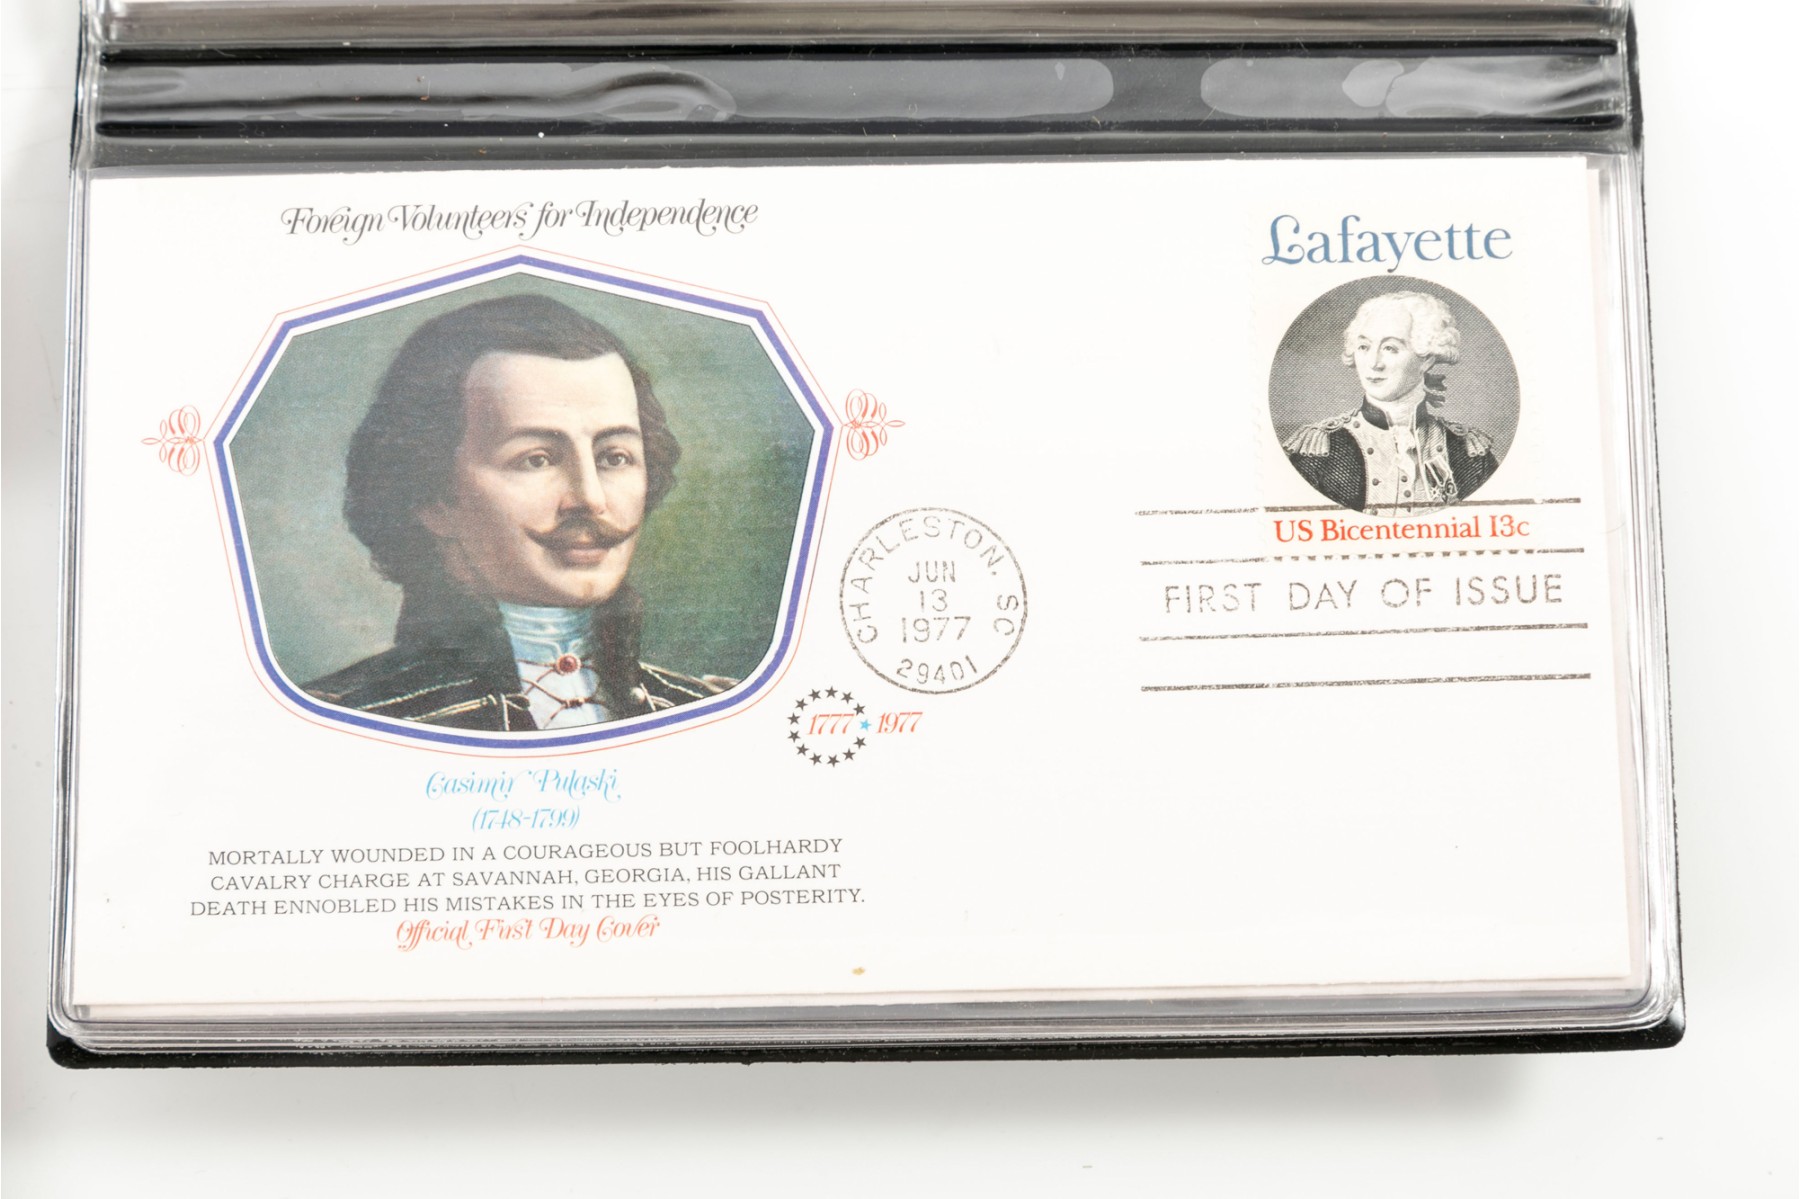 Foreign Volunteers for Independence
Lafayette
US Bicentennial 13c
CHARLESTON, SC
JUN
13
1977
29401
FIRST DAY OF ISSUE
1777 ★ 1977
Casimir Pulaski
(1748-1799)
MORTALLY WOUNDED IN A COURAGEOUS BUT FOOLHARDY
CAVALRY CHARGE AT SAVANNAH, GEORGIA, HIS GALLANT
DEATH ENNOBLED HIS MISTAKES IN THE EYES OF POSTERITY.
Official First Day Cover